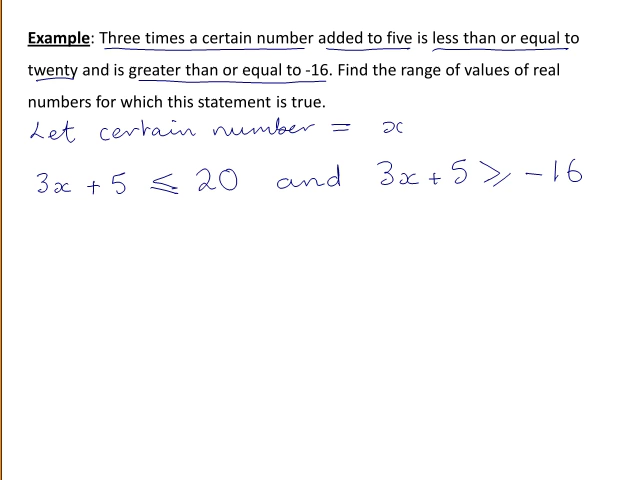 Example: Three times a certain number added to five is less than or equal to
twenty and is greater than or equal to -16. Find the range of values of real
numbers for which this statement is true.
Let certain number = x
3x + 5 ⩽ 20 and 3x + 5 ⩾ -16